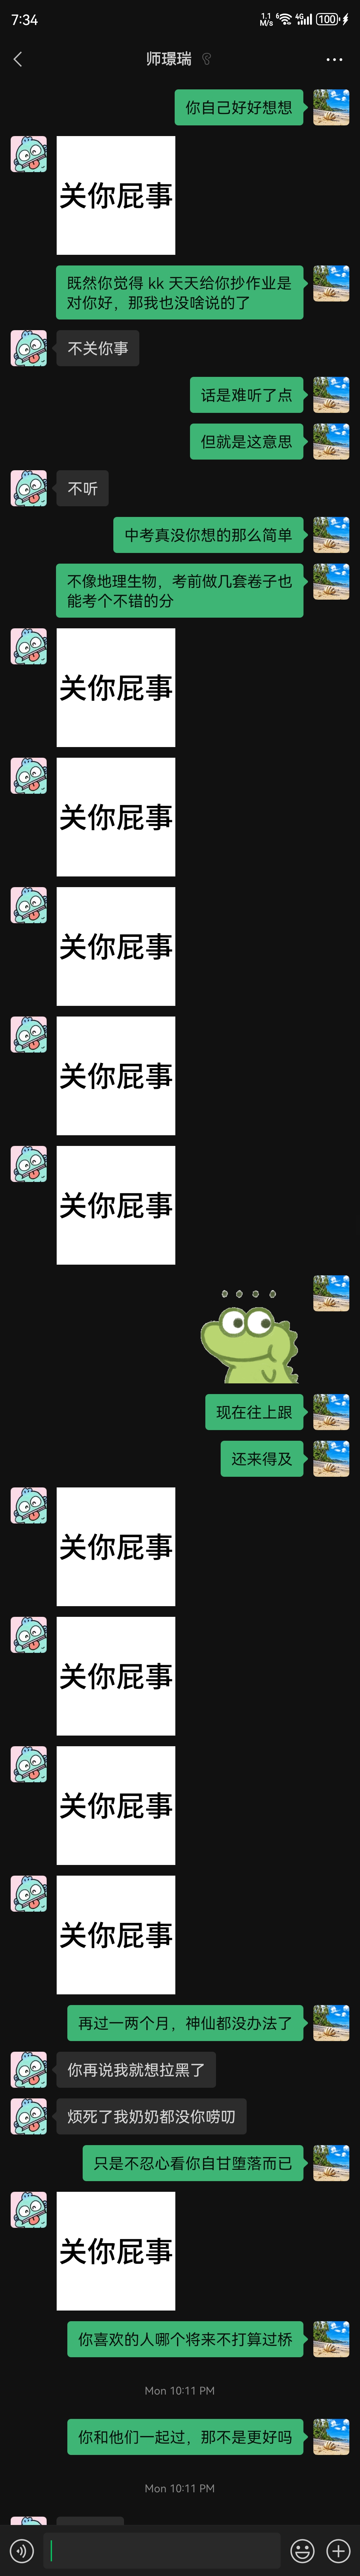 7:34
1.1
M/s
6
4G
100
师璟瑞
你自己好好想想
关你屁事
既然你觉得 kk 天天给你抄作业是
对你好，那我也没啥说的了
不关你事
话是难听了点
但就是这意思
不听
中考真没你想的那么简单
不像地理生物，考前做几套卷子也
能考个不错的分
关你屁事
关你屁事
关你屁事
关你屁事
关你屁事
现在往上跟
还来得及
关你屁事
关你屁事
关你屁事
关你屁事
再过一两个月，神仙都没办法了
你再说我就想拉黑了
烦死了我奶奶都没你唠叨
只是不忍心看你自甘堕落而已
关你屁事
你喜欢的人哪个将来不打算过桥
Mon 10:11 PM
你和他们一起过，那不是更好吗
Mon 10:11 PM